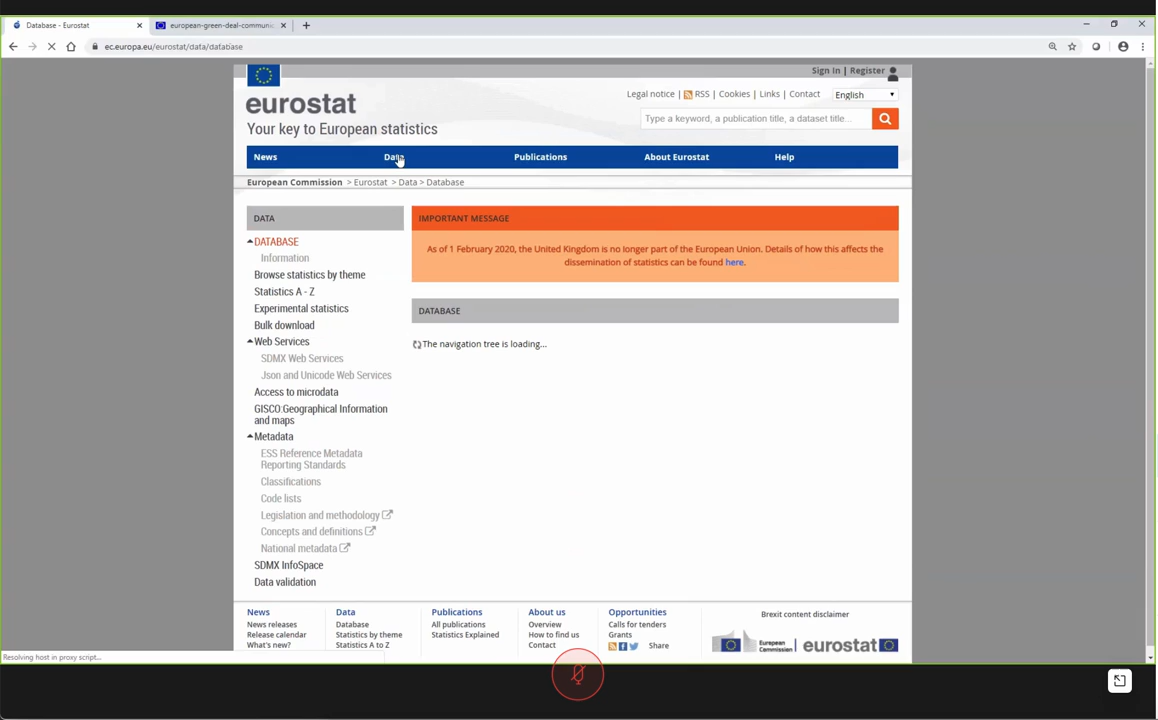 Database - Eurostat
european-green-deal-communic
ec.europa.eu/eurostat/data/database
Sign In | Register
Legal notice | RSS | Cookies | Links | Contact
English
eurostat
Your key to European statistics
Type a keyword, a publication title, a dataset title...
News Data Publications About Eurostat Help
European Commission > Eurostat > Data > Database
DATA
DATABASE
Information
Browse statistics by theme
Statistics A - Z
Experimental statistics
Bulk download
Web Services
SDMX Web Services
Json and Unicode Web Services
Access to microdata
GISCO:Geographical Information
and maps
Metadata
ESS Reference Metadata
Reporting Standards
Classifications
Code lists
Legislation and methodology
Concepts and definitions
National metadata
SDMX InfoSpace
Data validation
IMPORTANT MESSAGE
As of 1 February 2020, the United Kingdom is no longer part of the European Union. Details of how this affects the
dissemination of statistics can be found here.
DATABASE
The navigation tree is loading...
News
News releases
Release calendar
What's new?
Data
Database
Statistics by theme
Statistics A to Z
Publications
All publications
Statistics Explained
About us
Overview
How to find us
Contact
Opportunities
Calls for tenders
Grants
Share
Brexit content disclaimer
European
Commission
eurostat
Resolving host in proxy script...